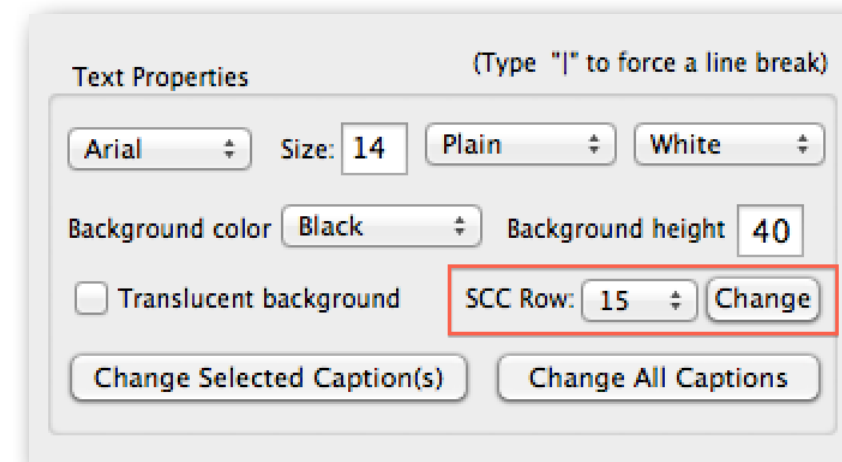 (Type "|" to force a line break)
Text Properties
Arial Size: 14 Plain White
Background color Black Background height 40
Translucent background SCC Row: 15 Change
Change Selected Caption(s) Change All Captions